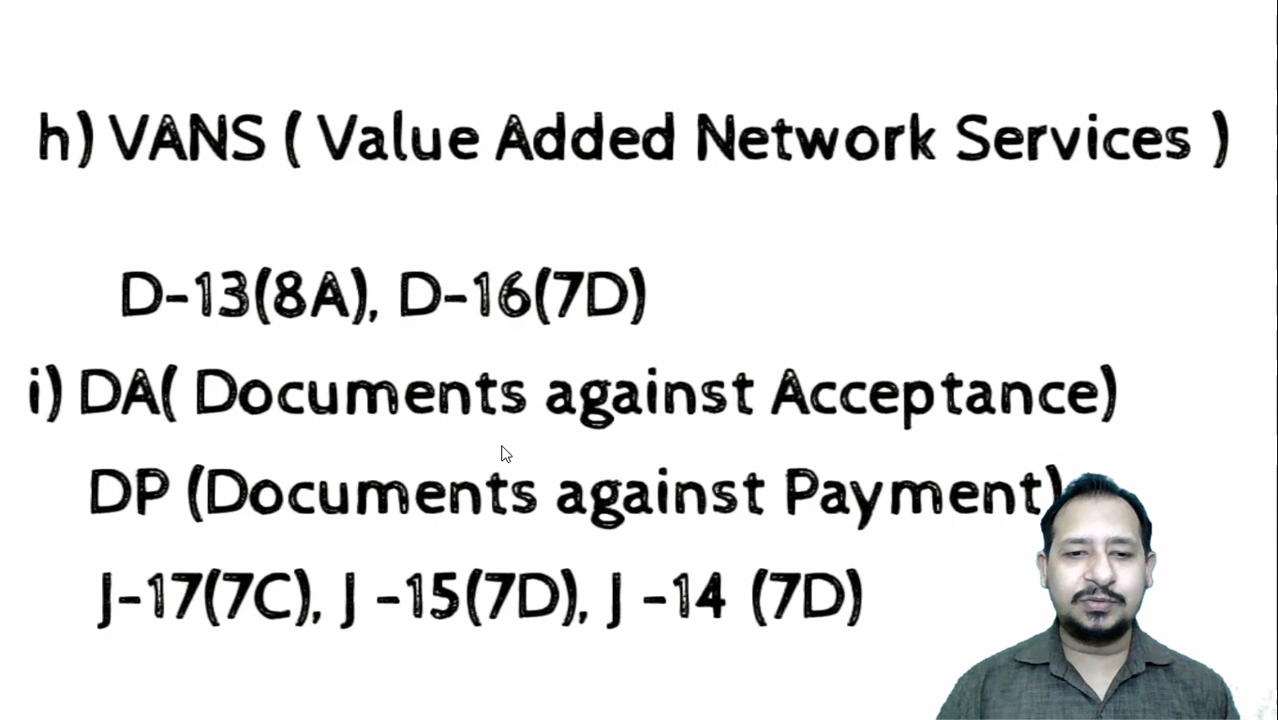 h) VANS ( Value Added Network Services )
D-13(8A), D-16(7D)
i) DA( Documents against Acceptance)
DP (Documents against Payment)
J-17(7C), J -15(7D), J -14 (7D)